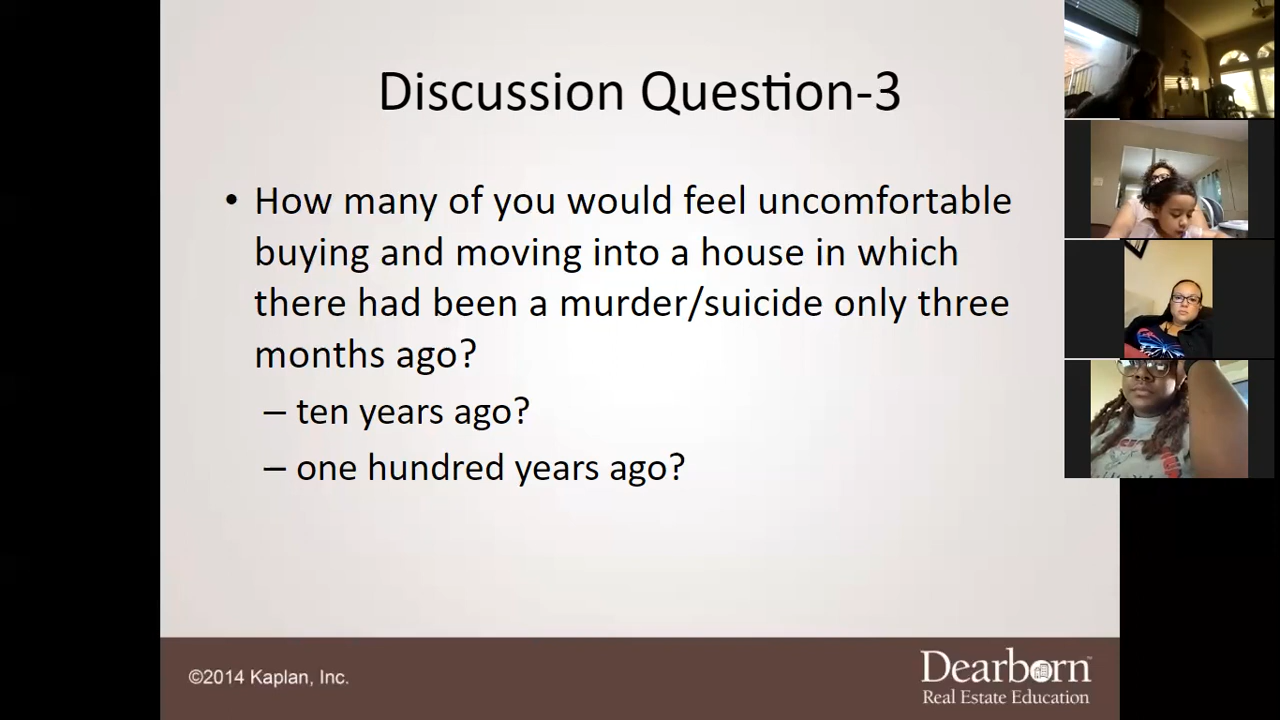 Discussion Question-3
• How many of you would feel uncomfortable
buying and moving into a house in which
there had been a murder/suicide only three
months ago?
– ten years ago?
– one hundred years ago?
©2014 Kaplan, Inc.
Dearborn™
Real Estate Education